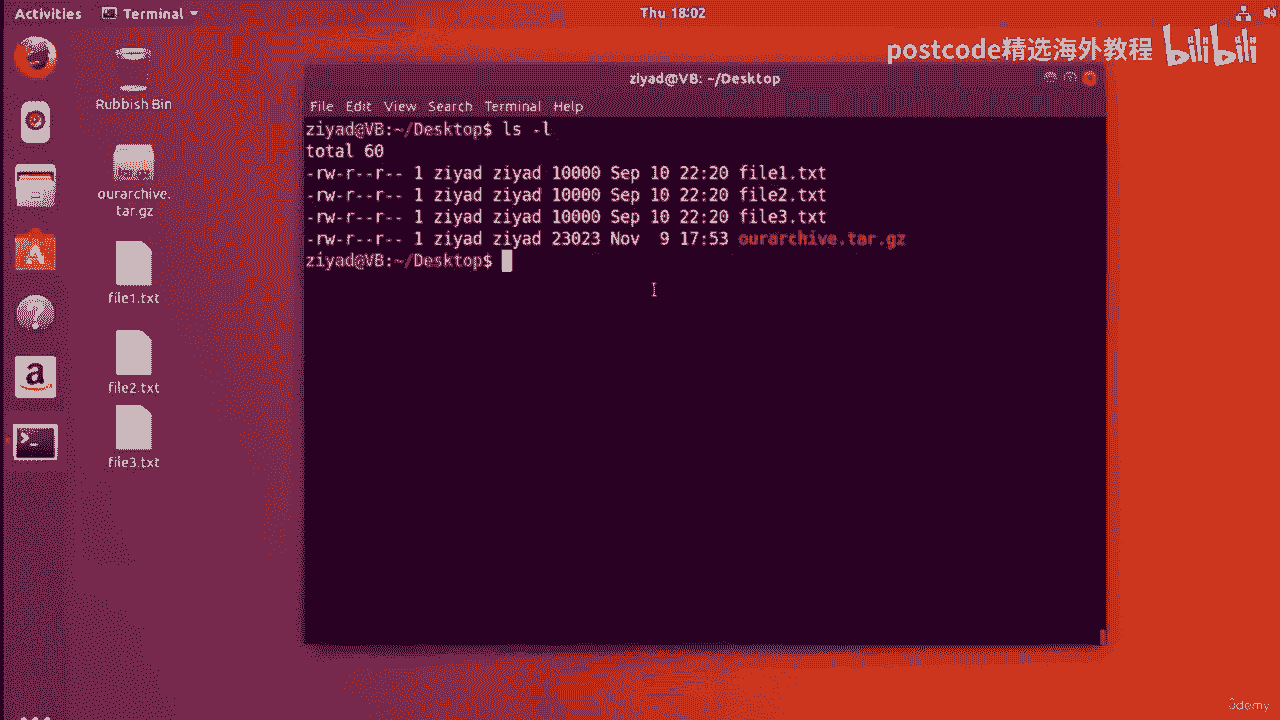 Activities Terminal Thu 18:02
postcode精选海外教程 bilibili
Rubbish Bin
ourarchive.
tar.gz
file1.txt
file2.txt
file3.txt
ziyad@VB: ~/Desktop
File Edit View Search Terminal Help
ziyad@VB:~/Desktop$ ls -l
total 60
-rw-r--r-- 1 ziyad ziyad 10000 Sep 10 22:20 file1.txt
-rw-r--r-- 1 ziyad ziyad 10000 Sep 10 22:20 file2.txt
-rw-r--r-- 1 ziyad ziyad 10000 Sep 10 22:20 file3.txt
-rw-r--r-- 1 ziyad ziyad 23023 Nov  9 17:53 ourarchive.tar.gz
ziyad@VB:~/Desktop$
Udemy